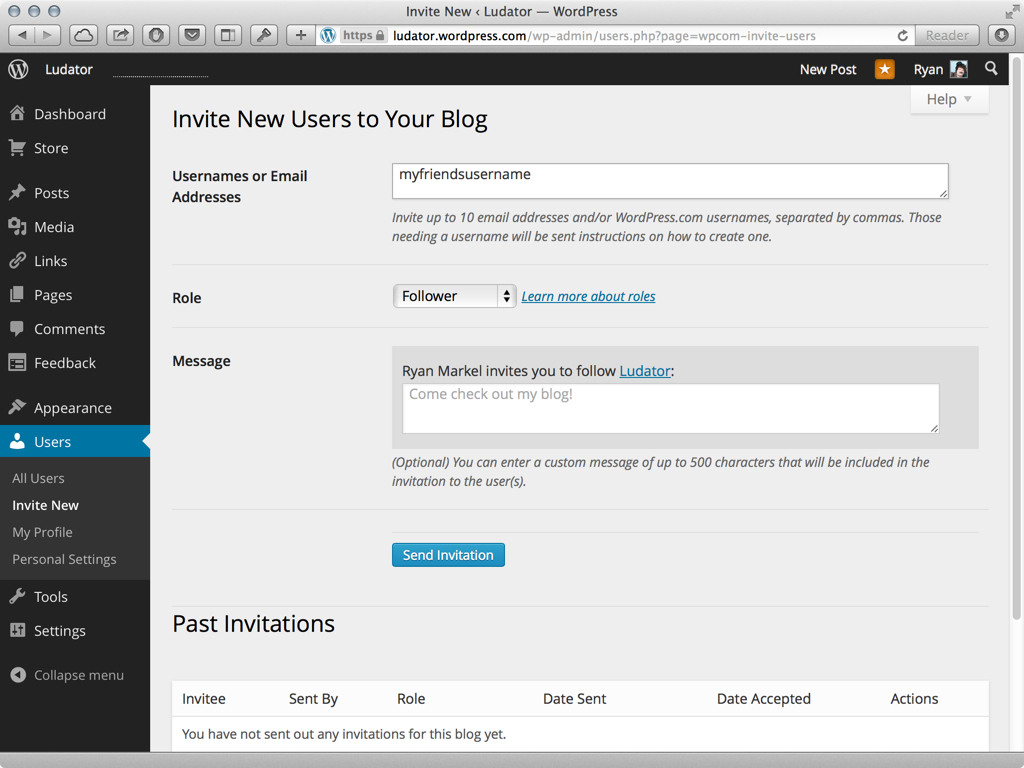 Invite New ‹ Ludator — WordPress
https ludator.wordpress.com/wp-admin/users.php?page=wpcom-invite-users Reader
Ludator New Post Ryan
Help
Dashboard
Store
Posts
Media
Links
Pages
Comments
Feedback
Appearance
Users
All Users
Invite New
My Profile
Personal Settings
Tools
Settings
Collapse menu
Invite New Users to Your Blog
Usernames or Email
Addresses
myfriendsusername
Invite up to 10 email addresses and/or WordPress.com usernames, separated by commas. Those
needing a username will be sent instructions on how to create one.
Role Follower Learn more about roles
Message
Ryan Markel invites you to follow Ludator:
Come check out my blog!
(Optional) You can enter a custom message of up to 500 characters that will be included in the
invitation to the user(s).
Send Invitation
Past Invitations
Invitee Sent By Role Date Sent Date Accepted Actions
You have not sent out any invitations for this blog yet.